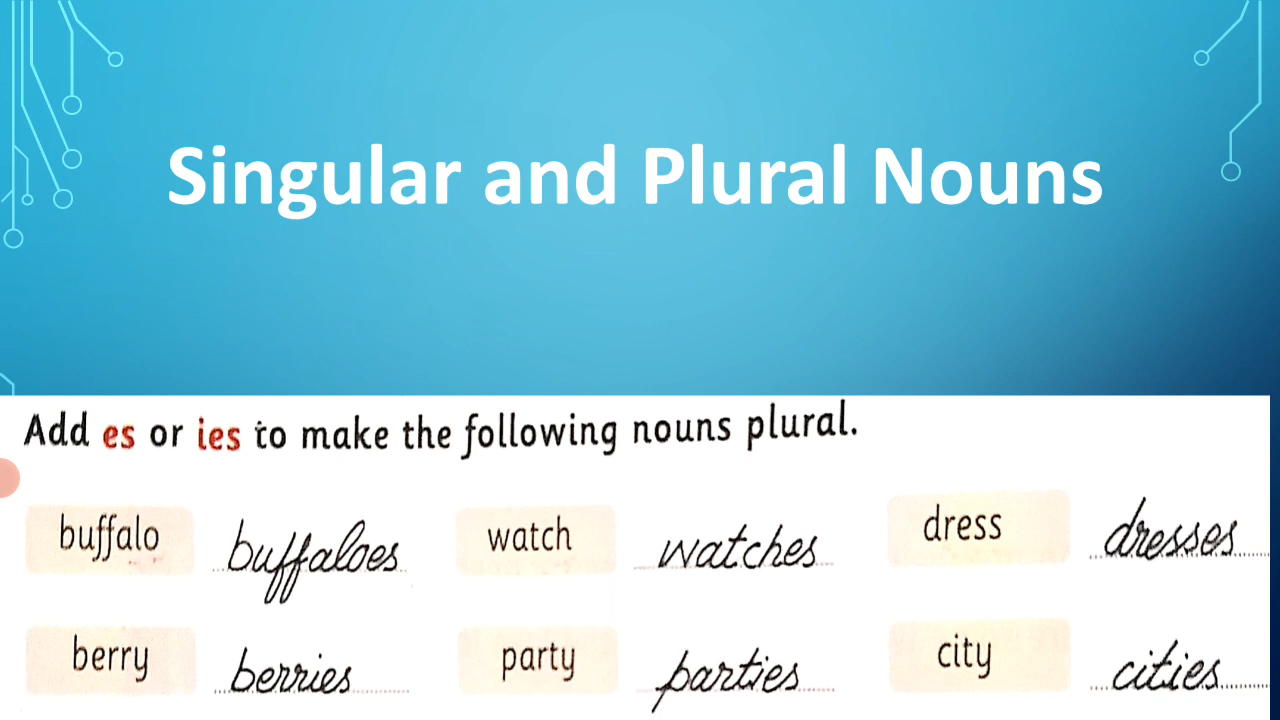 Singular and Plural Nouns
Add es or ies to make the following nouns plural.
buffalo buffaloes watch watches dress dresses
berry berries party parties city cities